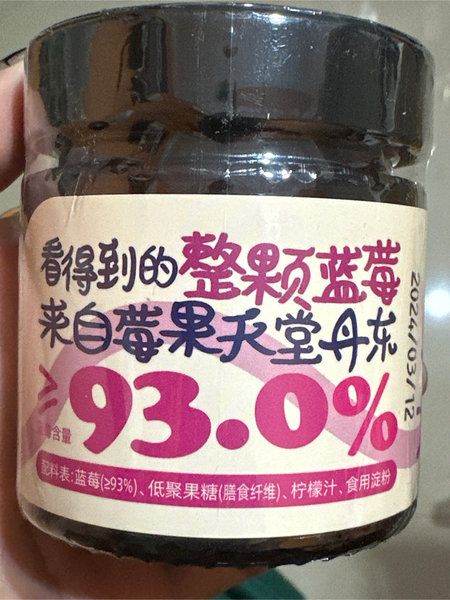 看得到的整颗蓝莓
来自莓果天堂丹东
≥93.0%
含量
配料表:蓝莓(≥93%)、低聚果糖(膳食纤维)、柠檬汁、食用淀粉
2024/03/12